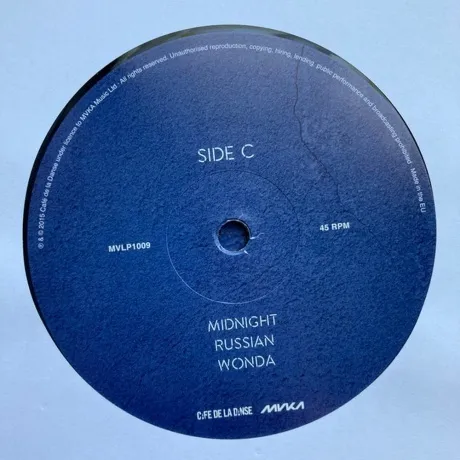 ℗ & © 2015 Café de la Danse under licence to MVKA Music Ltd · All rights reserved. Unauthorised reproduction, copying, hiring, lending, public performance and broadcasting prohibited · Made in the EU
SIDE C
MVLP1009
45 RPM
MIDNIGHT
RUSSIAN
WONDA
CAFE DE LA DANSE MVKA